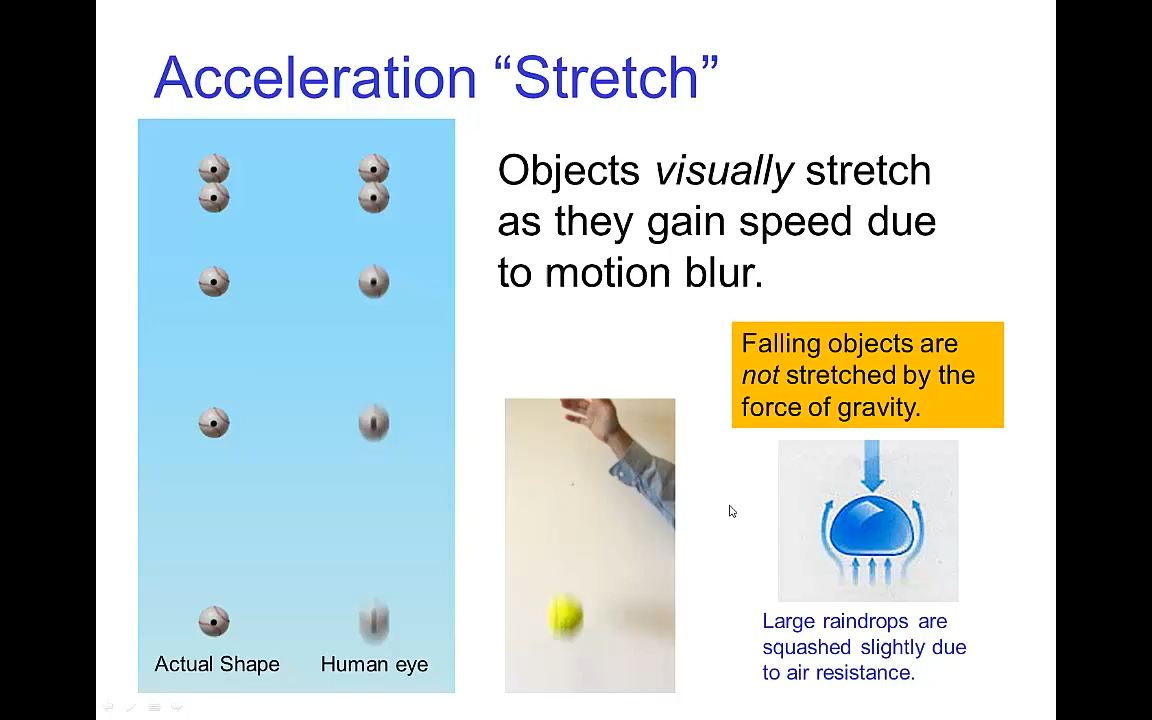 Acceleration “Stretch”
Objects visually stretch
as they gain speed due
to motion blur.
Falling objects are
not stretched by the
force of gravity.
Actual Shape
Human eye
Large raindrops are
squashed slightly due
to air resistance.